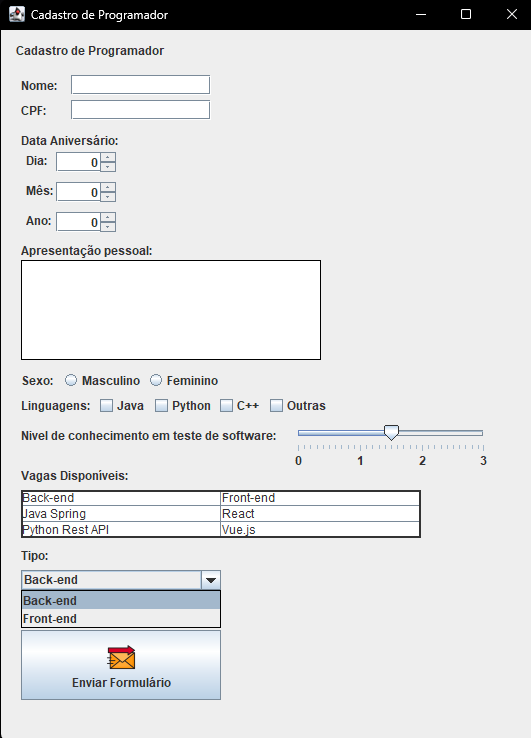 Cadastro de Programador
Cadastro de Programador
Nome:
CPF:
Data Aniversário:
Dia: 0
Mês: 0
Ano: 0
Apresentação pessoal:
Sexo: Masculino Feminino
Linguagens: Java Python C++ Outras
Nivel de conhecimento em teste de software:
0 1 2 3
Vagas Disponíveis:
Back-end Front-end
Java Spring React
Python Rest API Vue.js
Tipo:
Back-end
Back-end
Front-end
Enviar Formulário